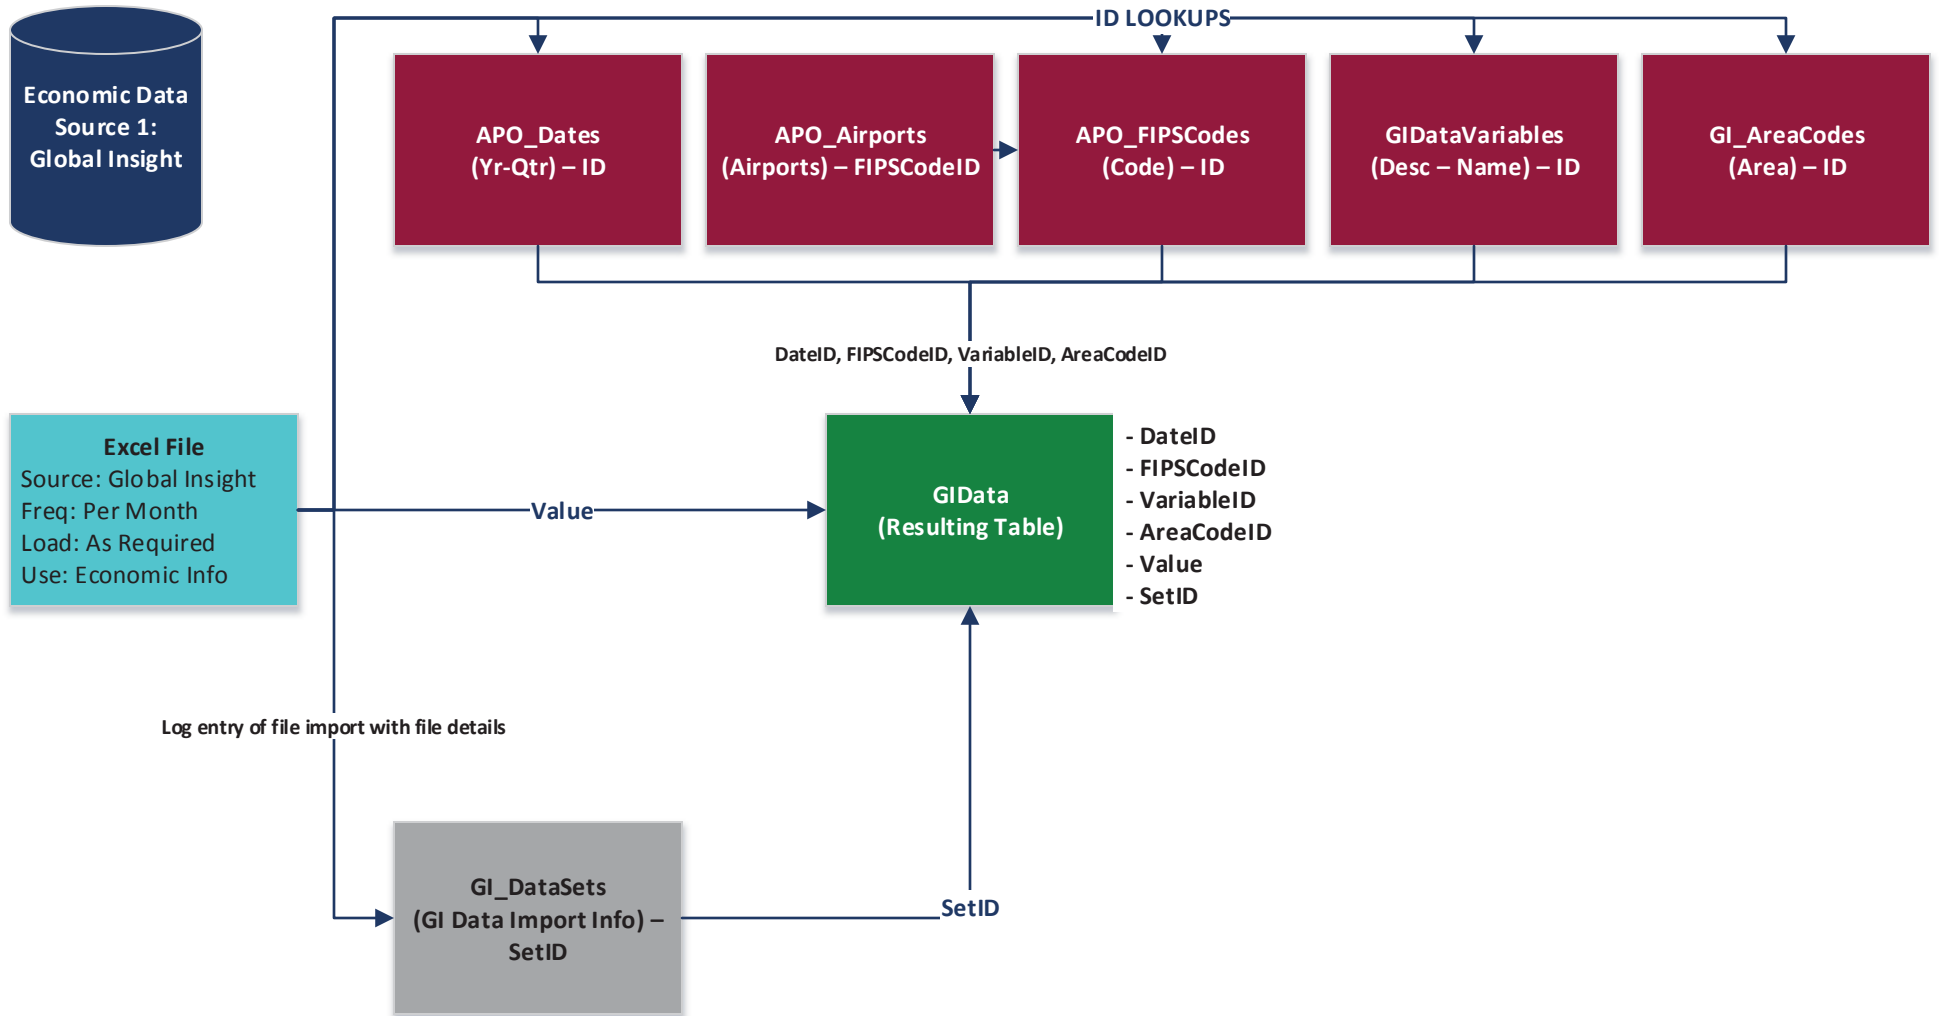 ID LOOKUPS
Economic Data
Source 1:
Global Insight
APO_Dates
(Yr-Qtr) – ID
APO_Airports
(Airports) – FIPSCodeID
APO_FIPSCodes
(Code) – ID
GIDataVariables
(Desc – Name) – ID
GI_AreaCodes
(Area) – ID
DateID, FIPSCodeID, VariableID, AreaCodeID
Excel File
Source: Global Insight
Freq: Per Month
Load: As Required
Use: Economic Info
Value
GIData
(Resulting Table)
- DateID
- FIPSCodeID
- VariableID
- AreaCodeID
- Value
- SetID
Log entry of file import with file details
GI_DataSets
(GI Data Import Info) –
SetID
SetID